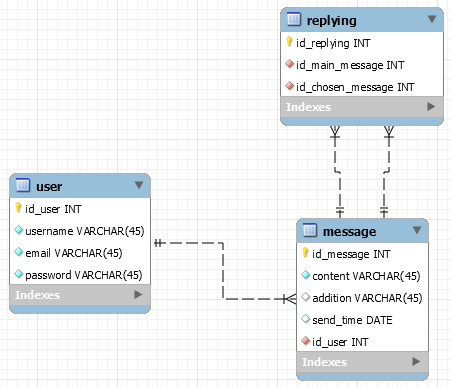 replying
id_replying INT
id_main_message INT
id_chosen_message INT
Indexes
user
id_user INT
username VARCHAR(45)
email VARCHAR(45)
password VARCHAR(45)
Indexes
message
id_message INT
content VARCHAR(45)
addition VARCHAR(45)
send_time DATE
id_user INT
Indexes